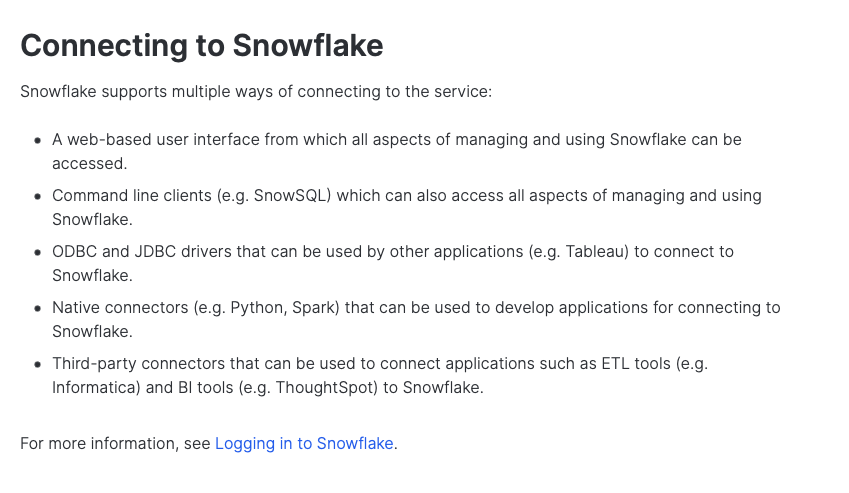 Connecting to Snowflake
Snowflake supports multiple ways of connecting to the service:
• A web-based user interface from which all aspects of managing and using Snowflake can be
accessed.
• Command line clients (e.g. SnowSQL) which can also access all aspects of managing and using
Snowflake.
• ODBC and JDBC drivers that can be used by other applications (e.g. Tableau) to connect to
Snowflake.
• Native connectors (e.g. Python, Spark) that can be used to develop applications for connecting to
Snowflake.
• Third-party connectors that can be used to connect applications such as ETL tools (e.g.
Informatica) and BI tools (e.g. ThoughtSpot) to Snowflake.
For more information, see Logging in to Snowflake.